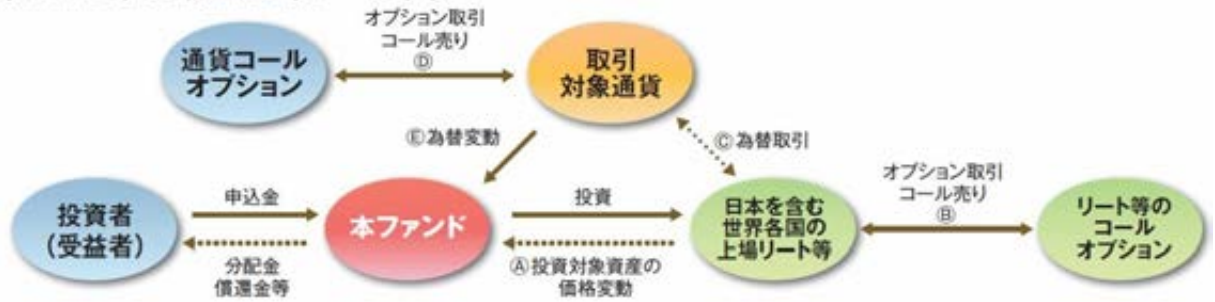 オプション取引
コール売り
Ⓓ
通貨コール
オプション
取引
対象通貨
Ⓔ為替変動
Ⓒ為替取引
オプション取引
コール売り
Ⓑ
投資者
(受益者)
申込金
分配金
償還金等
本ファンド
投資
Ⓐ投資対象資産の
価格変動
日本を含む
世界各国の
上場リート等
リート等の
コール
オプション